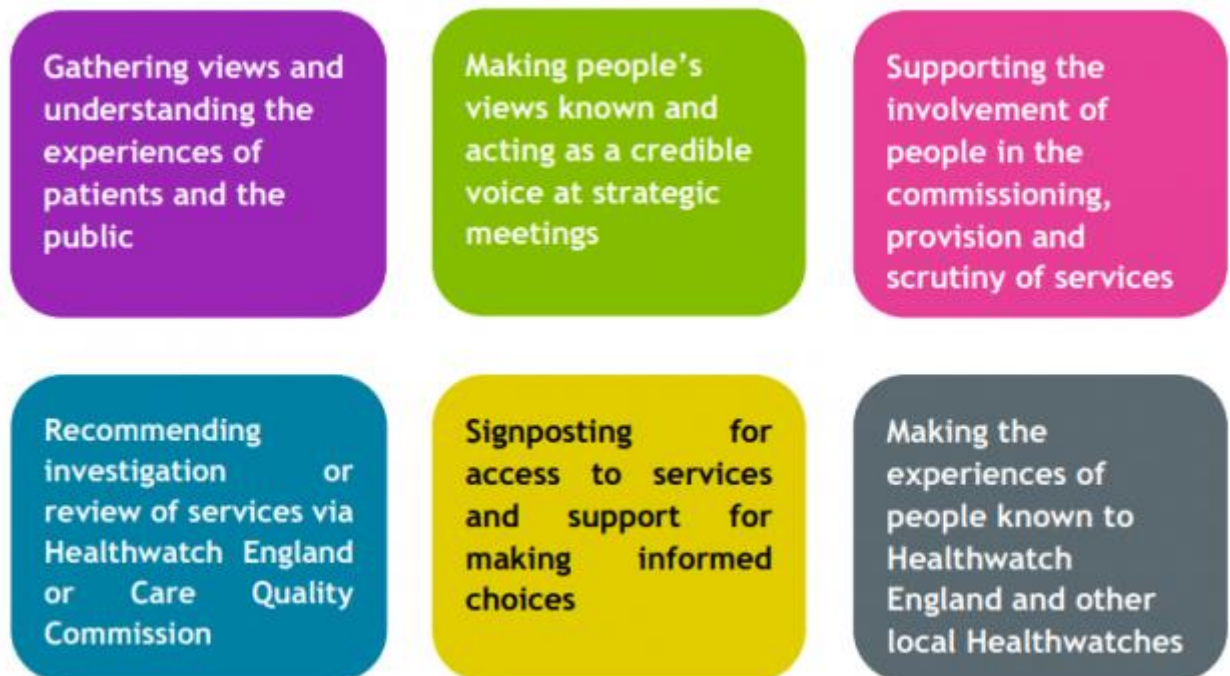 Gathering views and
understanding the
experiences of
patients and the
public
Making people's
views known and
acting as a credible
voice at strategic
meetings
Supporting the
involvement of
people in the
commissioning,
provision and
scrutiny of services
Recommending
investigation or
review of services via
Healthwatch England
or Care Quality
Commission
Signposting for
access to services
and support for
making informed
choices
Making the
experiences of
people known to
Healthwatch
England and other
local Healthwatches